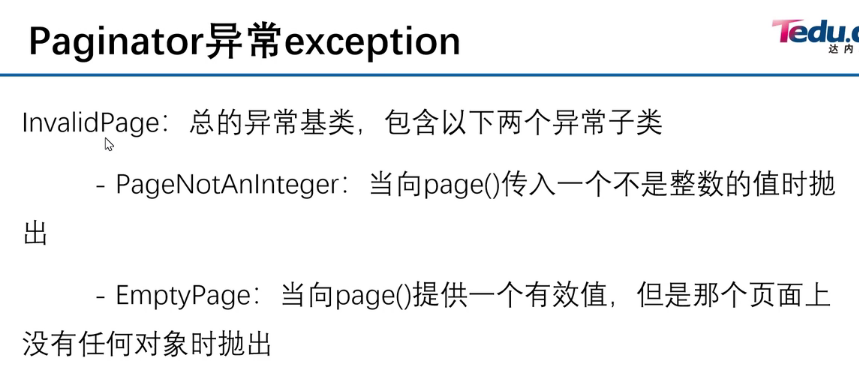 Paginator异常exception
Tedu.c
达内
InvalidPage：总的异常基类，包含以下两个异常子类
- PageNotAnInteger：当向page()传入一个不是整数的值时抛
出
- EmptyPage：当向page()提供一个有效值，但是那个页面上
没有任何对象时抛出